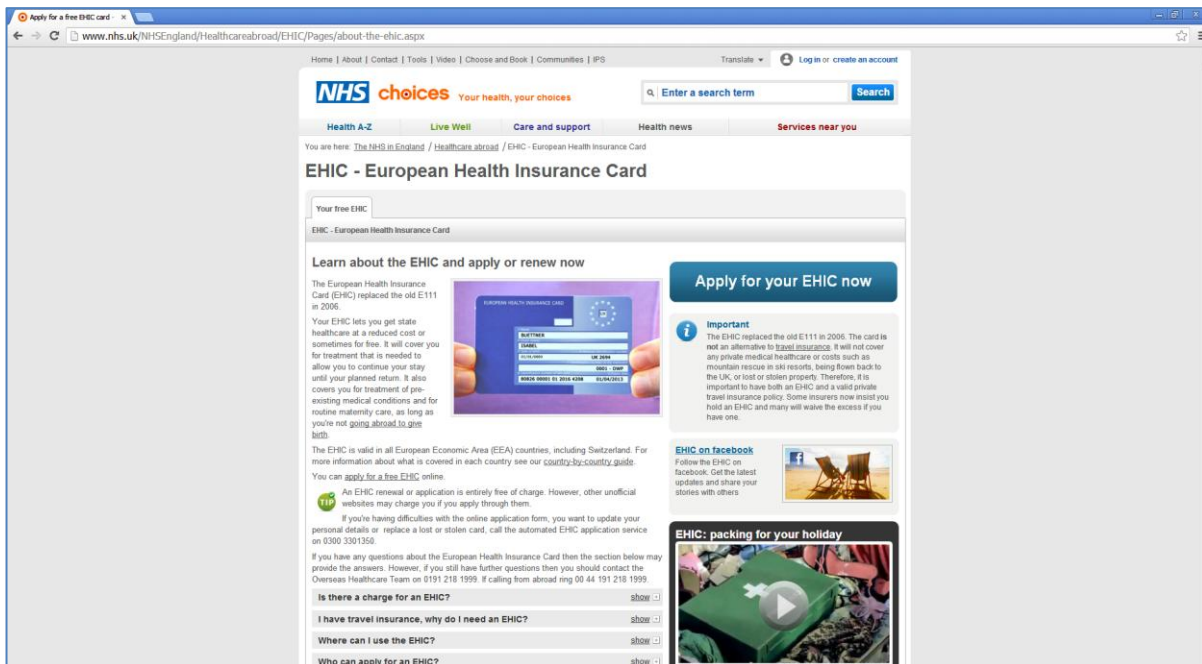 Apply for a free EHIC card -
www.nhs.uk/NHSEngland/Healthcareabroad/EHIC/Pages/about-the-ehic.aspx
Home | About | Contact | Tools | Video | Choose and Book | Communities | IPS
Translate
Log in or create an account
NHS choices Your health, your choices
Enter a search term
Search
Health A-Z
Live Well
Care and support
Health news
Services near you
You are here: The NHS in England / Healthcare abroad / EHIC - European Health Insurance Card
EHIC - European Health Insurance Card
Your free EHIC
EHIC - European Health Insurance Card
Learn about the EHIC and apply or renew now
The European Health Insurance
Card (EHIC) replaced the old E111
in 2006.
Your EHIC lets you get state
healthcare at a reduced cost or
sometimes for free. It will cover you
for treatment that is needed to
allow you to continue your stay
until your planned return. It also
covers you for treatment of pre-
existing medical conditions and for
routine maternity care, as long as
you're not going abroad to give
birth.
EUROPEAN HEALTH INSURANCE CARD
BUETTNER
ISABEL
UK 2694
0601 - DWP
01/04/2013
The EHIC is valid in all European Economic Area (EEA) countries, including Switzerland. For
more information about what is covered in each country see our country-by-country guide.
You can apply for a free EHIC online.
TIP
An EHIC renewal or application is entirely free of charge. However, other unofficial
websites may charge you if you apply through them.
If you're having difficulties with the online application form, you want to update your
personal details or replace a lost or stolen card, call the automated EHIC application service
on 0300 3301350.
If you have any questions about the European Health Insurance Card then the section below may
provide the answers. However, if you still have further questions then you should contact the
Overseas Healthcare Team on 0191 218 1999. If calling from abroad ring 00 44 191 218 1999.
Is there a charge for an EHIC? show
I have travel insurance, why do I need an EHIC? show
Where can I use the EHIC? show
Who can apply for an EHIC? show
Apply for your EHIC now
Important
The EHIC replaced the old E111 in 2006. The card is
not an alternative to travel insurance. It will not cover
any private medical healthcare or costs such as
mountain rescue in ski resorts, being flown back to
the UK, or lost or stolen property. Therefore, it is
important to have both an EHIC and a valid private
travel insurance policy. Some insurers now insist you
hold an EHIC and many will waive the excess if you
have one.
EHIC on facebook
Follow the EHIC on
facebook. Get the latest
updates and share your
stories with others
EHIC: packing for your holiday